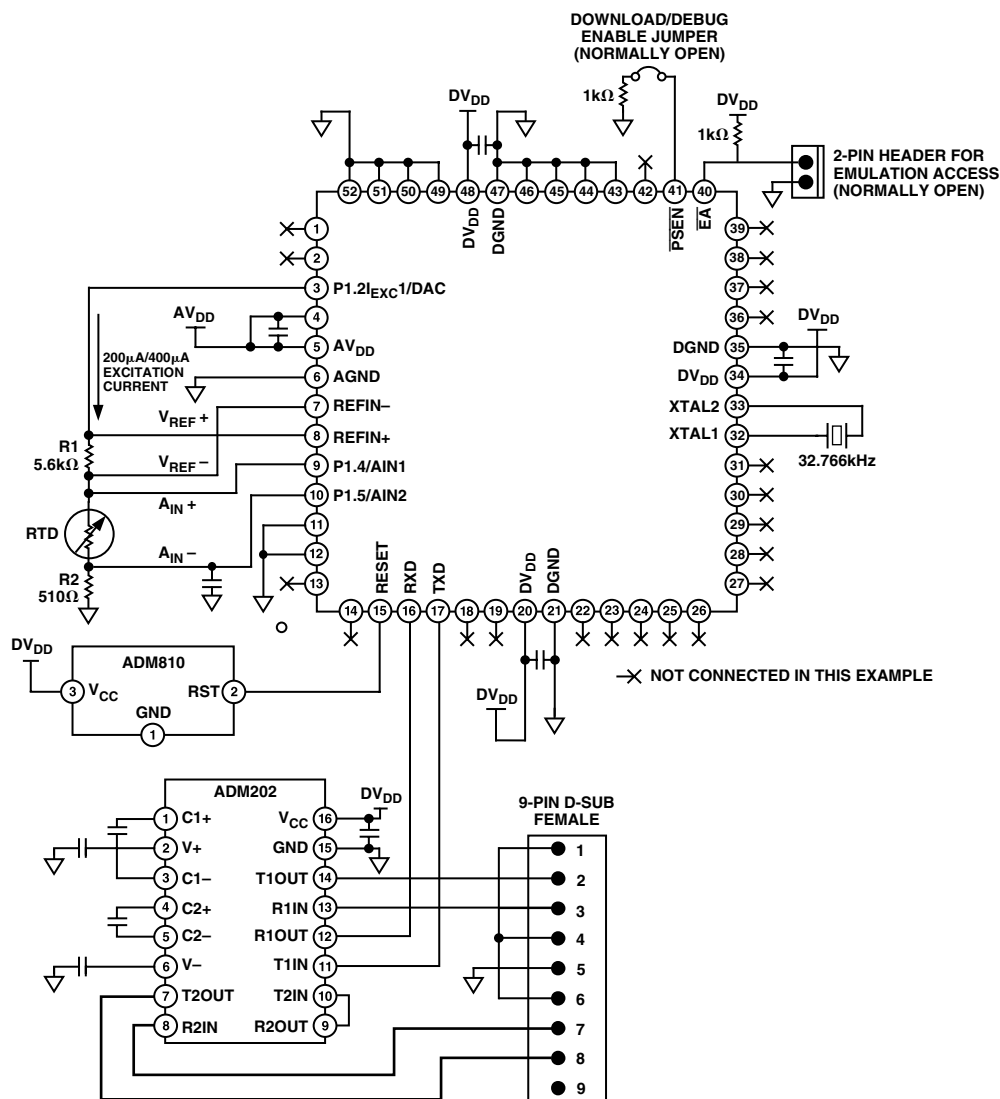 DOWNLOAD/DEBUG
ENABLE JUMPER
(NORMALLY OPEN)
DVDD
1kΩ
DVDD
1kΩ
2-PIN HEADER FOR
EMULATION ACCESS
(NORMALLY OPEN)
52 51 50 49 48 47 46 45 44 43 42 41 40
DVDD
DGND
PSEN
EA
1
2
3 P1.2IEXC1/DAC
4
AVDD
5 AVDD
6 AGND
200μA/400μA
EXCITATION
CURRENT
7 REFIN–
VREF+
8 REFIN+
R1
5.6kΩ
VREF–
9 P1.4/AIN1
AIN+
10 P1.5/AIN2
RTD
11
AIN–
12
R2
510Ω
13
39
38
37
36
DVDD
DGND 35
DVDD 34
XTAL2 33
XTAL1 32
32.766kHz
31
30
29
28
27
RESET
RXD
TXD
DVDD
DGND
14 15 16 17 18 19 20 21 22 23 24 25 26
DVDD
ADM810
3 VCC
RST 2
GND
1
DVDD
NOT CONNECTED IN THIS EXAMPLE
ADM202
DVDD
1 C1+
VCC 16
2 V+
GND 15
3 C1–
T1OUT 14
4 C2+
R1IN 13
5 C2–
R1OUT 12
6 V–
T1IN 11
7 T2OUT
T2IN 10
8 R2IN
R2OUT 9
9-PIN D-SUB
FEMALE
1
2
3
4
5
6
7
8
9